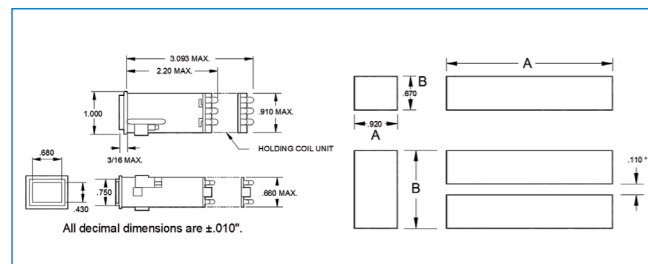 3.093 MAX.
2.20 MAX.
1.000
.910 MAX.
HOLDING COIL UNIT
3/16 MAX.
.680
.430
.750
.660 MAX.
All decimal dimensions are ±.010".
A
B
.670
.920
A
B
.110 "